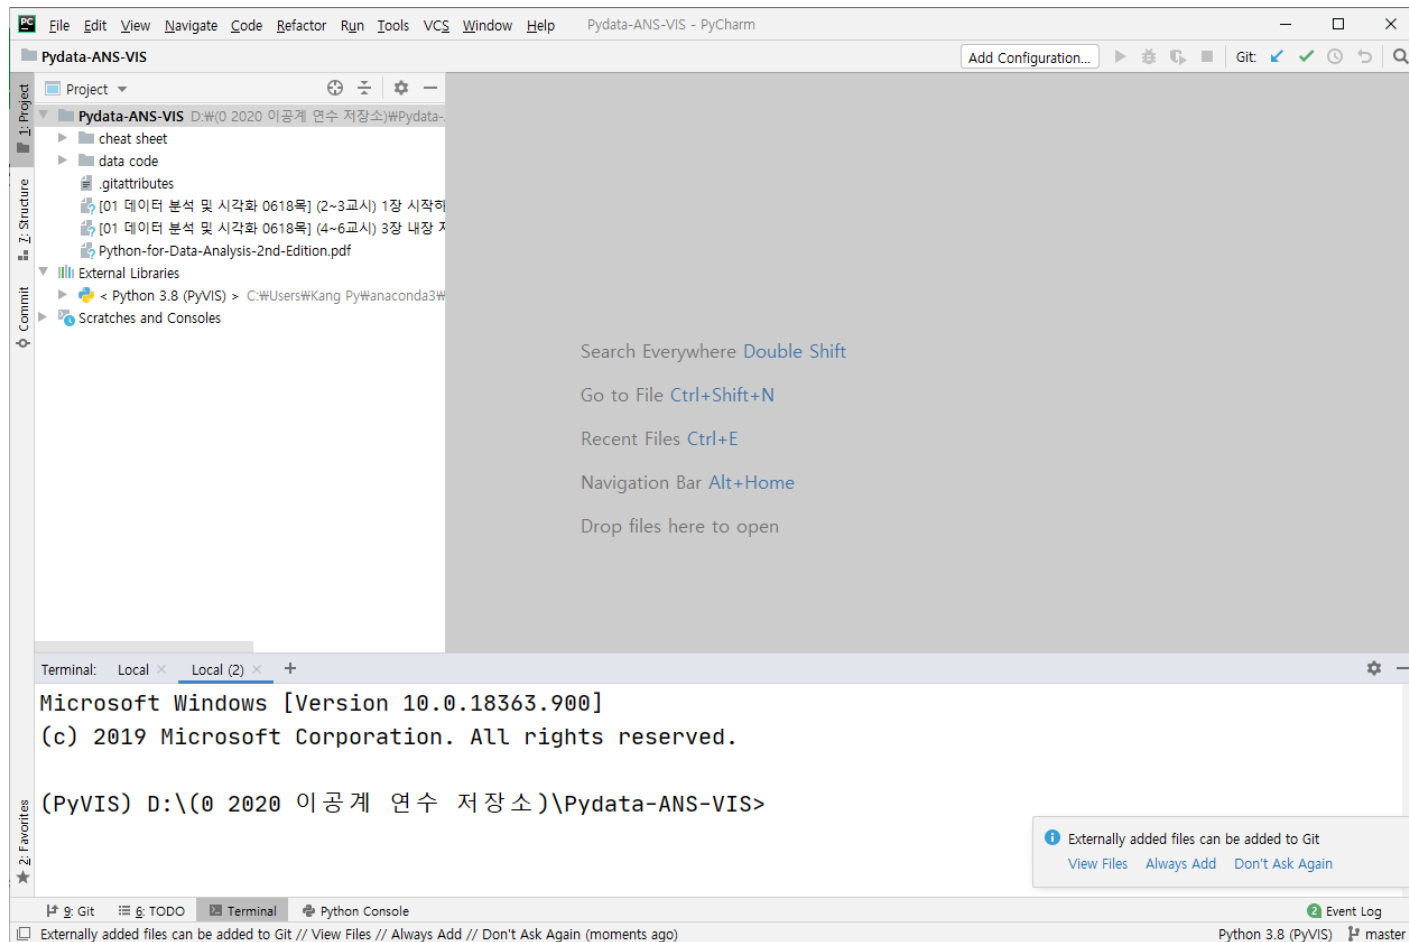 PC File Edit View Navigate Code Refactor Run Tools VCS Window Help Pydata-ANS-VIS - PyCharm
Pydata-ANS-VIS Add Configuration... Git:
1: Project
Project
Pydata-ANS-VIS D:₩(0 2020 이공계 연수 저장소)₩Pydata-
cheat sheet
data code
.gitattributes
[01 데이터 분석 및 시각화 0618목] (2~3교시) 1장 시작하
[01 데이터 분석 및 시각화 0618목] (4~6교시) 3장 내장
Python-for-Data-Analysis-2nd-Edition.pdf
External Libraries
< Python 3.8 (PyVIS) > C:₩Users₩Kang Py₩anaconda3₩
Scratches and Consoles
7: Structure
Commit
2: Favorites
Search Everywhere Double Shift
Go to File Ctrl+Shift+N
Recent Files Ctrl+E
Navigation Bar Alt+Home
Drop files here to open
Terminal: Local Local (2) +
Microsoft Windows [Version 10.0.18363.900]
(c) 2019 Microsoft Corporation. All rights reserved.
(PyVIS) D:\(0 2020 이공계 연수 저장소)\Pydata-ANS-VIS>
Externally added files can be added to Git
View Files Always Add Don't Ask Again
9: Git 6: TODO Terminal Python Console 2 Event Log
Externally added files can be added to Git // View Files // Always Add // Don't Ask Again (moments ago) Python 3.8 (PyVIS) master